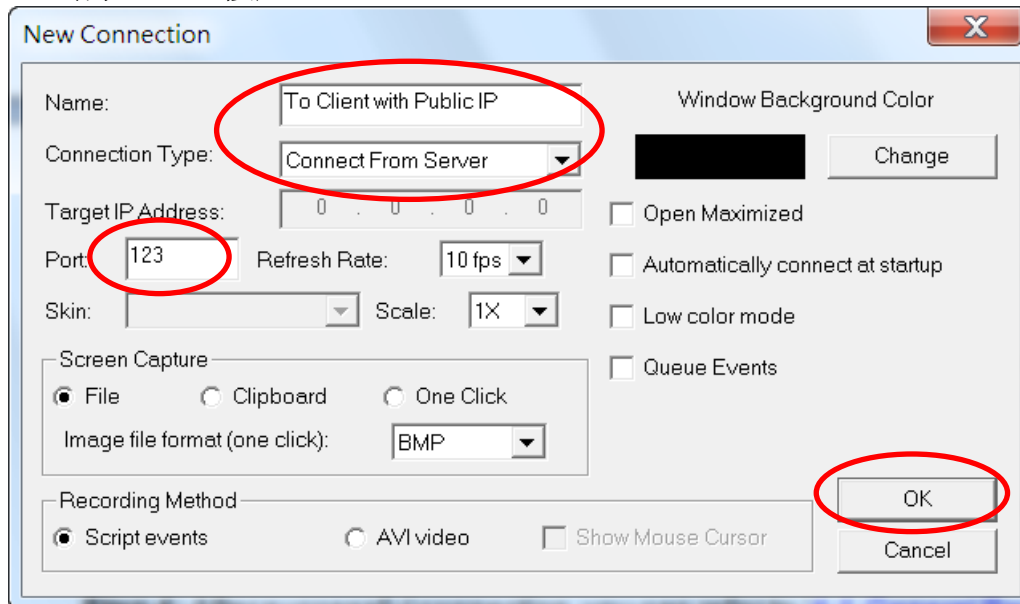 New Connection
Name: To Client with Public IP Window Background Color
Connection Type: Connect From Server Change
Target IP Address: 0 . 0 . 0 . 0 Open Maximized
Port: 123 Refresh Rate: 10 fps Automatically connect at startup
Skin: Scale: 1X Low color mode
Screen Capture Queue Events
File Clipboard One Click
Image file format (one click): BMP
Recording Method OK
Script events AVI video Show Mouse Cursor Cancel